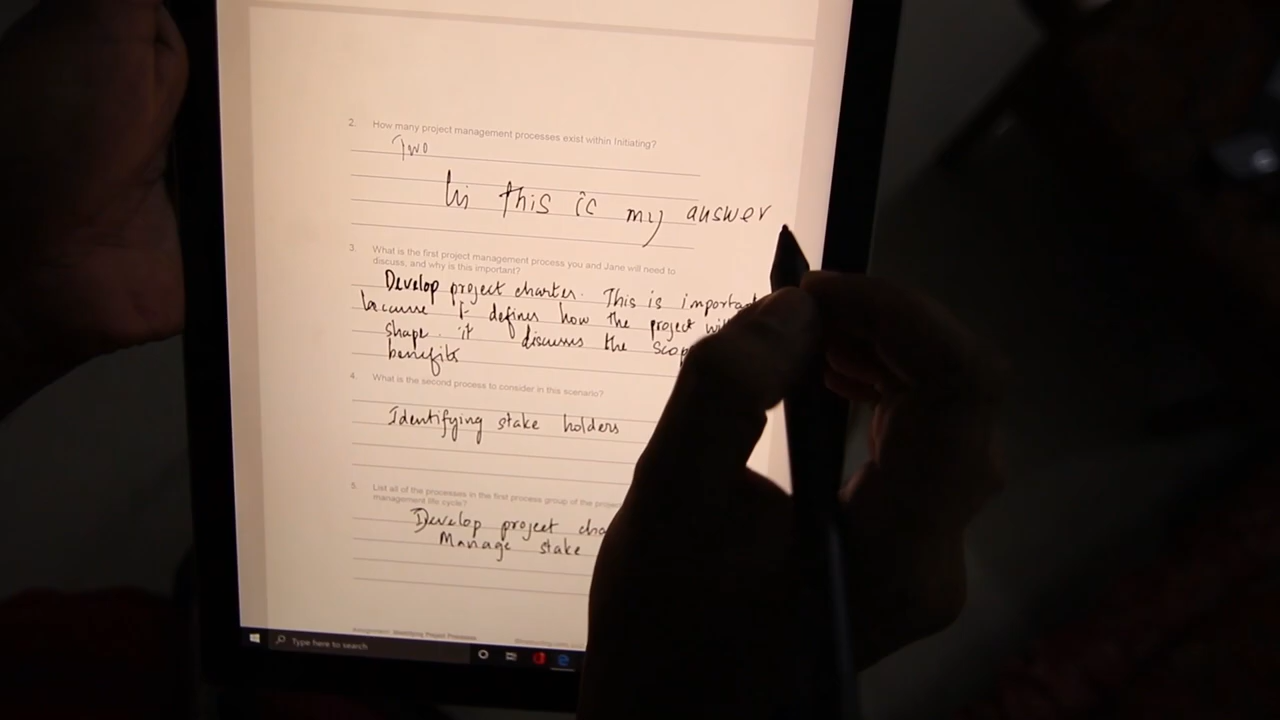 2. How many project management processes exist within Initiating?
Two
hi this is my answer
3. What is the first project management process you and Jane will need to
discuss, and why is this important?
Develop project charter. This is important
because it defines how the project
shape. it discusses the
benefits
4. What is the second process to consider in this scenario?
Identifying stake holders
5. List all of the processes in the first process group of the
management life cycle?
Develop project
Manage stake
Assignment: Identifying Project Processes
Type here to search